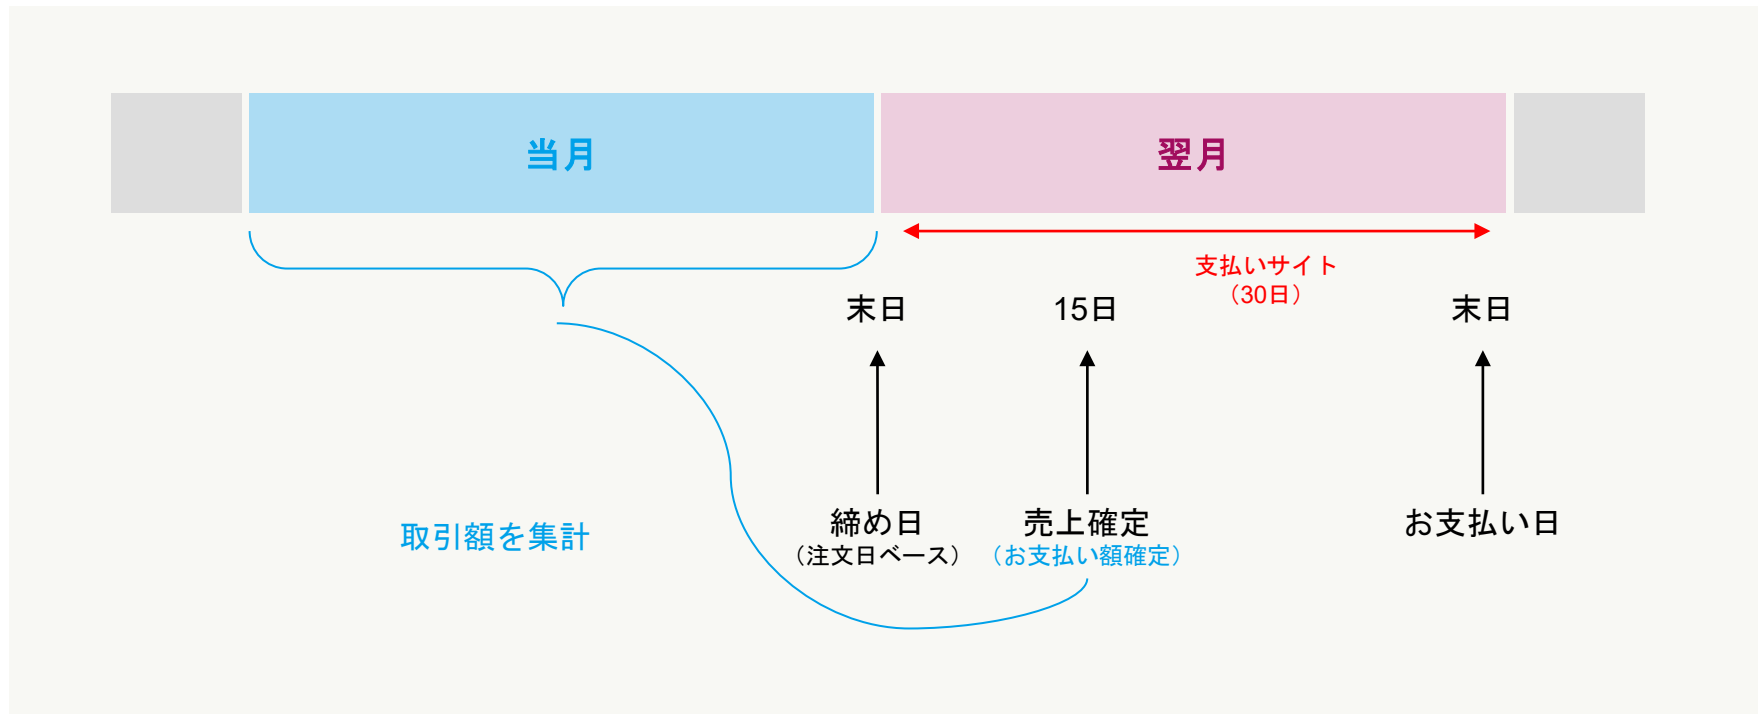 当月
翌月
支払いサイト
（30日）
末日
15日
末日
取引額を集計
締め日
（注文日ベース）
売上確定
（お支払い額確定）
お支払い日